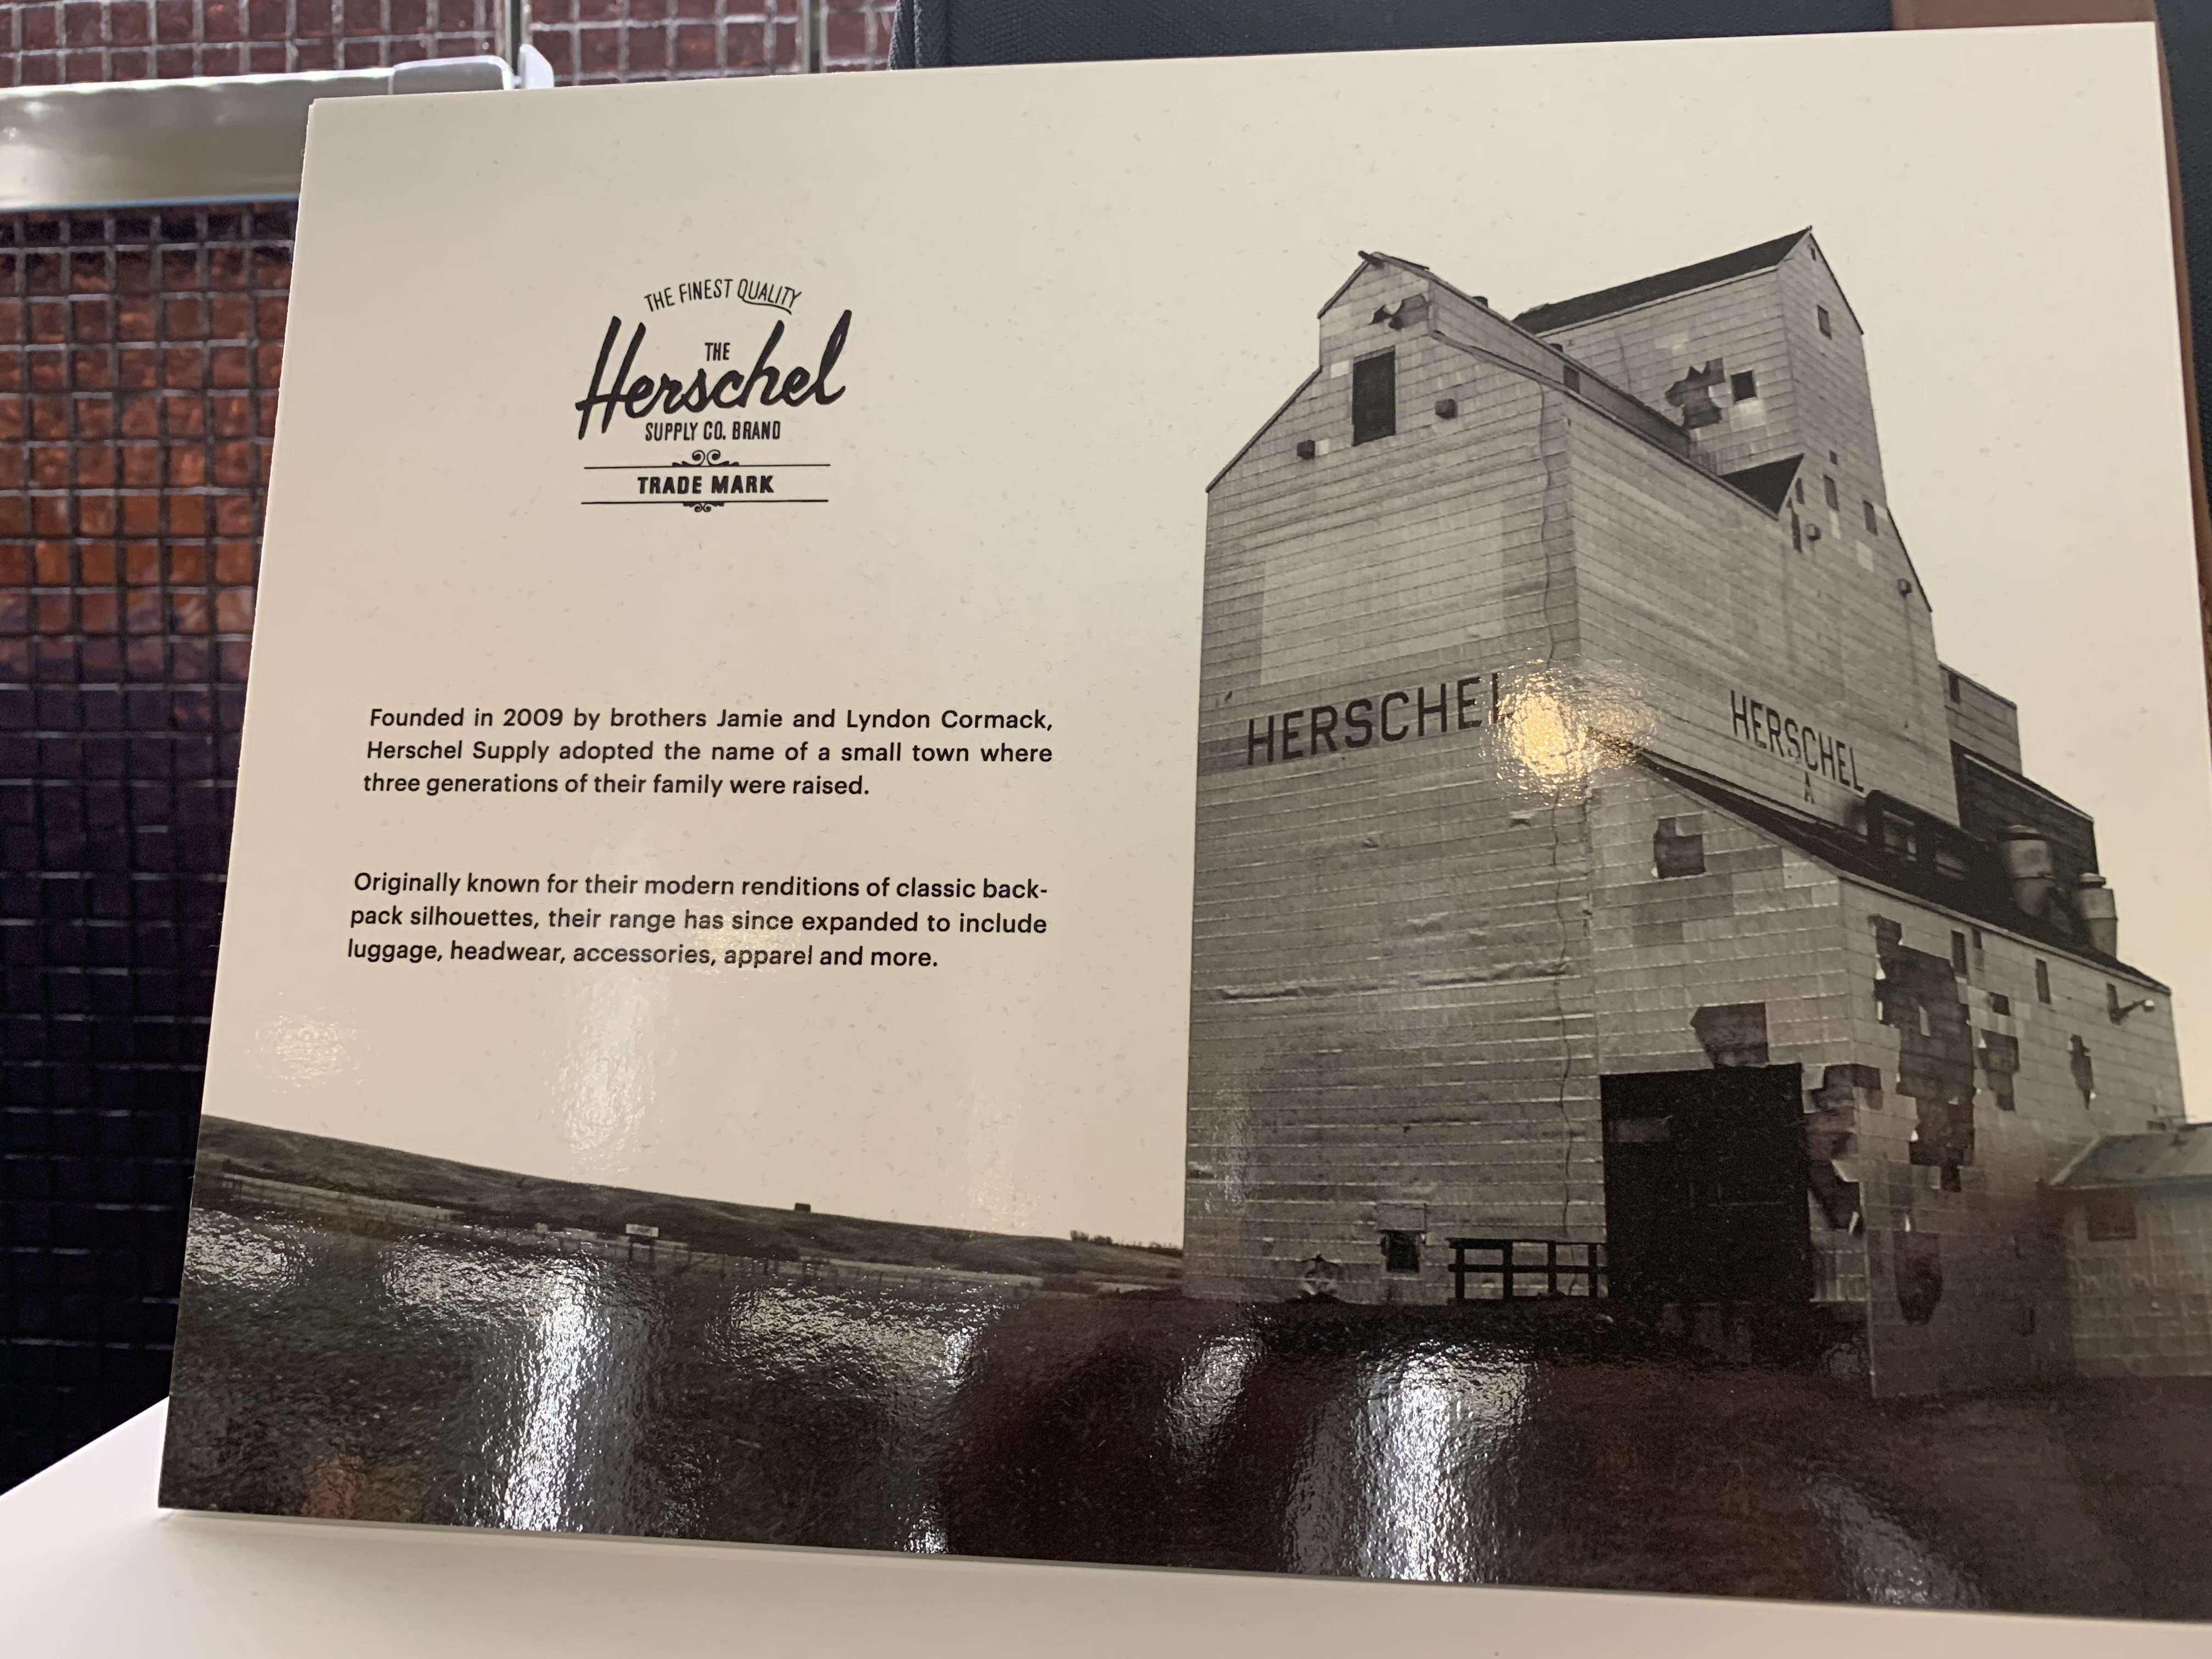 THE FINEST QUALITY
THE
Herschel
SUPPLY CO. BRAND
TRADE MARK
Founded in 2009 by brothers Jamie and Lyndon Cormack,
Herschel Supply adopted the name of a small town where
three generations of their family were raised.
Originally known for their modern renditions of classic back-
pack silhouettes, their range has since expanded to include
luggage, headwear, accessories, apparel and more.
HERSCHEL
HERSCHEL
A